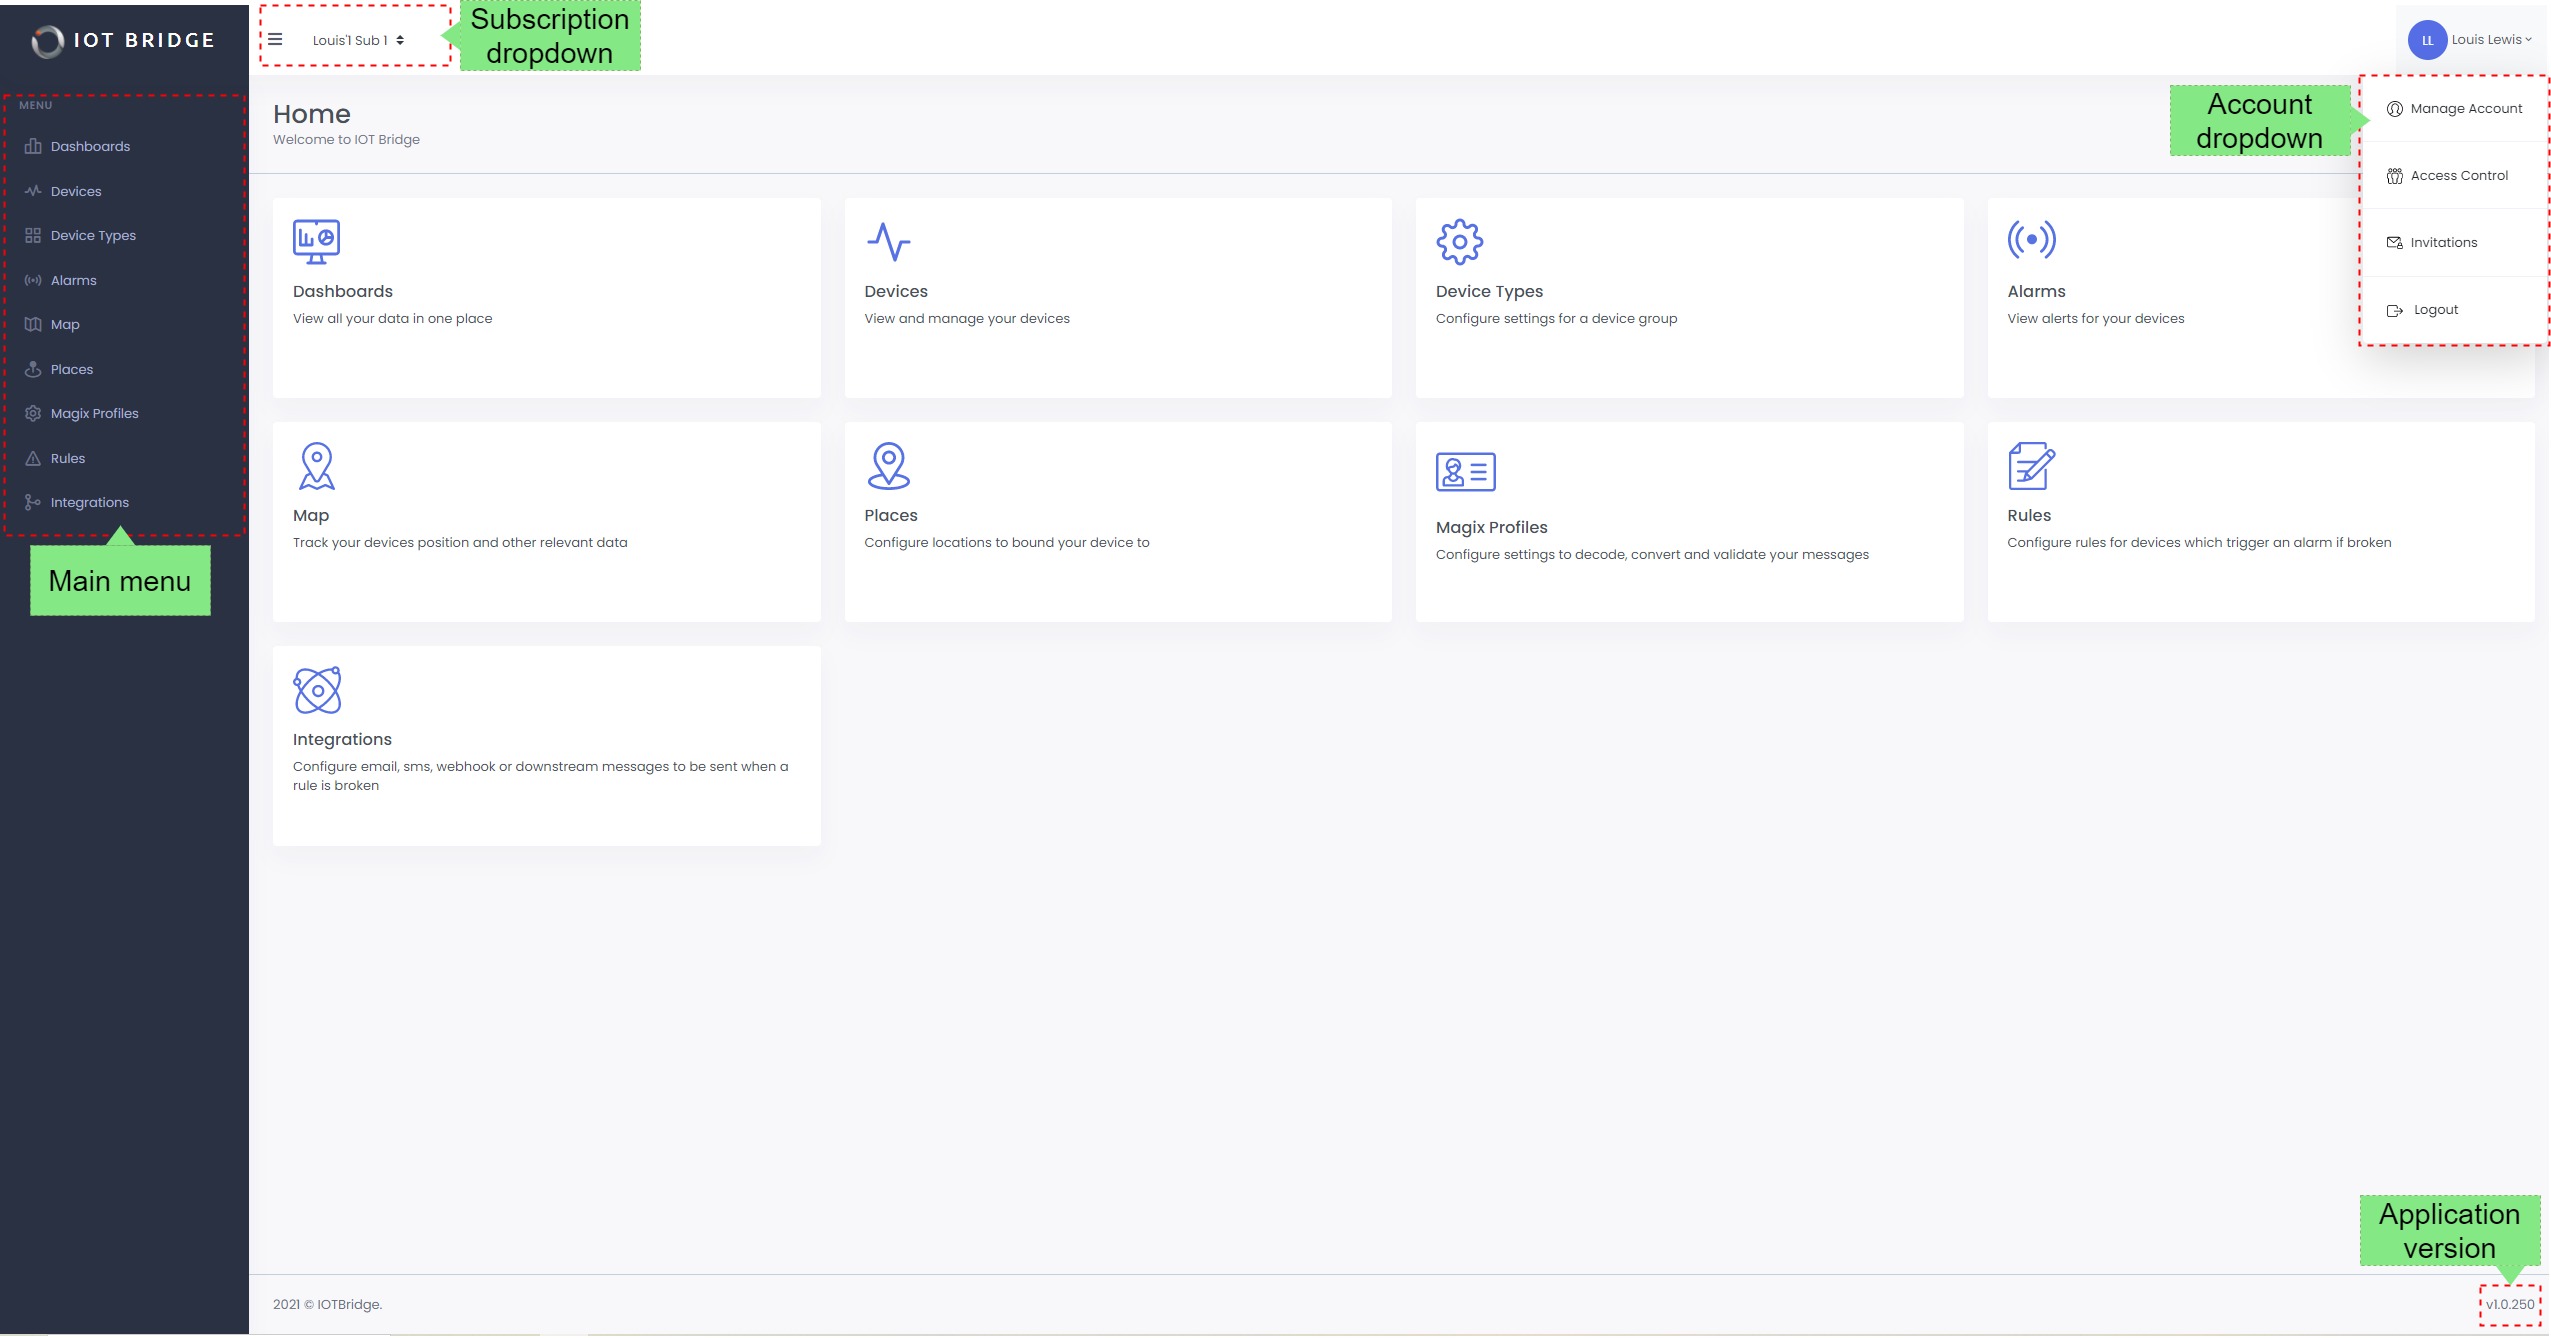 IOT BRIDGE
Louis'l Sub 1
Subscription
dropdown
LL
Louis Lewis
MENU
Dashboards
Devices
Device Types
Alarms
Map
Places
Magix Profiles
Rules
Integrations
Main menu
Home
Welcome to IOT Bridge
Account
dropdown
Manage Account
Access Control
Invitations
Logout
Dashboards
View all your data in one place
Devices
View and manage your devices
Device Types
Configure settings for a device group
Alarms
View alerts for your devices
Map
Track your devices position and other relevant data
Places
Configure locations to bound your device to
Magix Profiles
Configure settings to decode, convert and validate your messages
Rules
Configure rules for devices which trigger an alarm if broken
Integrations
Configure email, sms, webhook or downstream messages to be sent when a
rule is broken
Application
version
2021 © IOTBridge.
v1.0.250